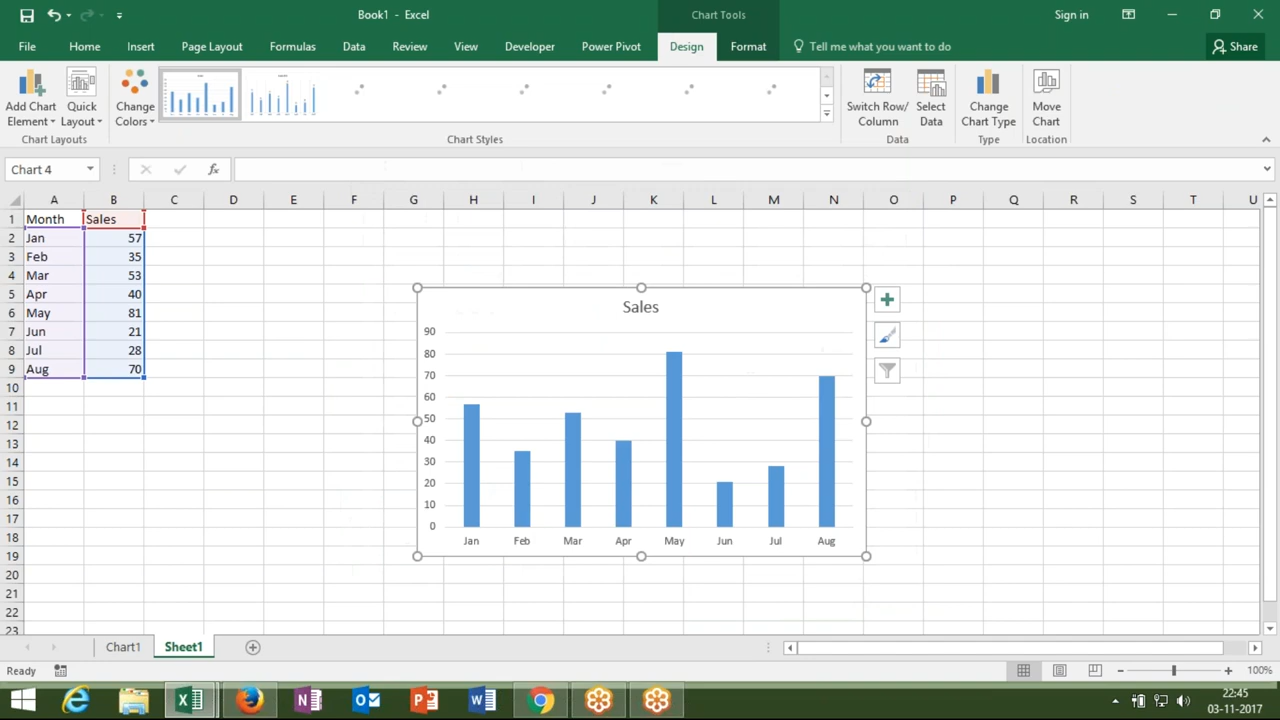 Book1 - Excel
Chart Tools
Sign in
File Home Insert Page Layout Formulas Data Review View Developer Power Pivot Design Format Tell me what you want to do Share
Add Chart Element
Quick Layout
Change Colors
Switch Row/ Column
Select Data
Change Chart Type
Move Chart
Chart Layouts Chart Styles Data Type Location
Chart 4 fx
A B C D E F G H I J K L M N O P Q R S T U
1 Month Sales
2 Jan 57
3 Feb 35
4 Mar 53
5 Apr 40
6 May 81
7 Jun 21
8 Jul 28
9 Aug 70
10
11
12
13
14
15
16
17
18
19
20
21
22
23
Sales
90
80
70
60
50
40
30
20
10
0
Jan Feb Mar Apr May Jun Jul Aug
Chart1 Sheet1
Ready 100%
22:45
03-11-2017